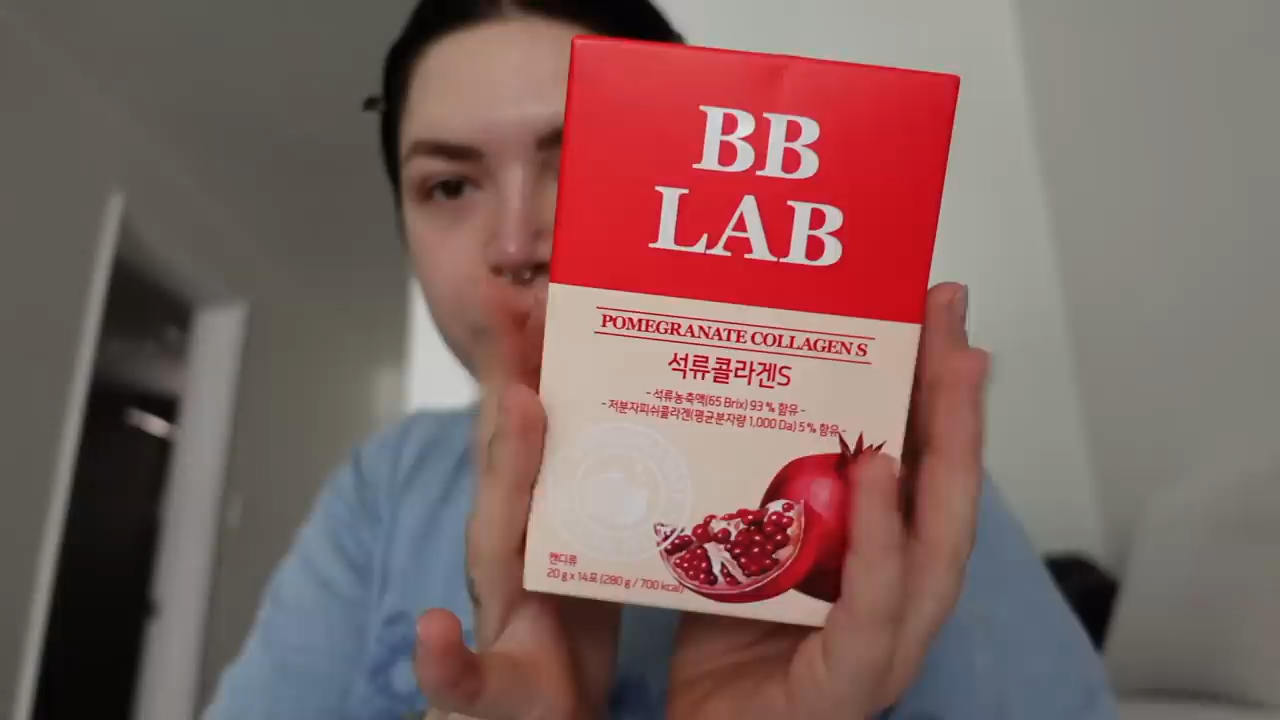 BB
LAB
POMEGRANATE COLLAGEN S
석류콜라겐S
- 석류농축액(65 Brix) 93 % 함유 -
- 저분자피쉬콜라겐(평균분자량 1,000 Da) 5 % 함유 -
캔디류
20 g x 14포 (280 g / 700 kcal)